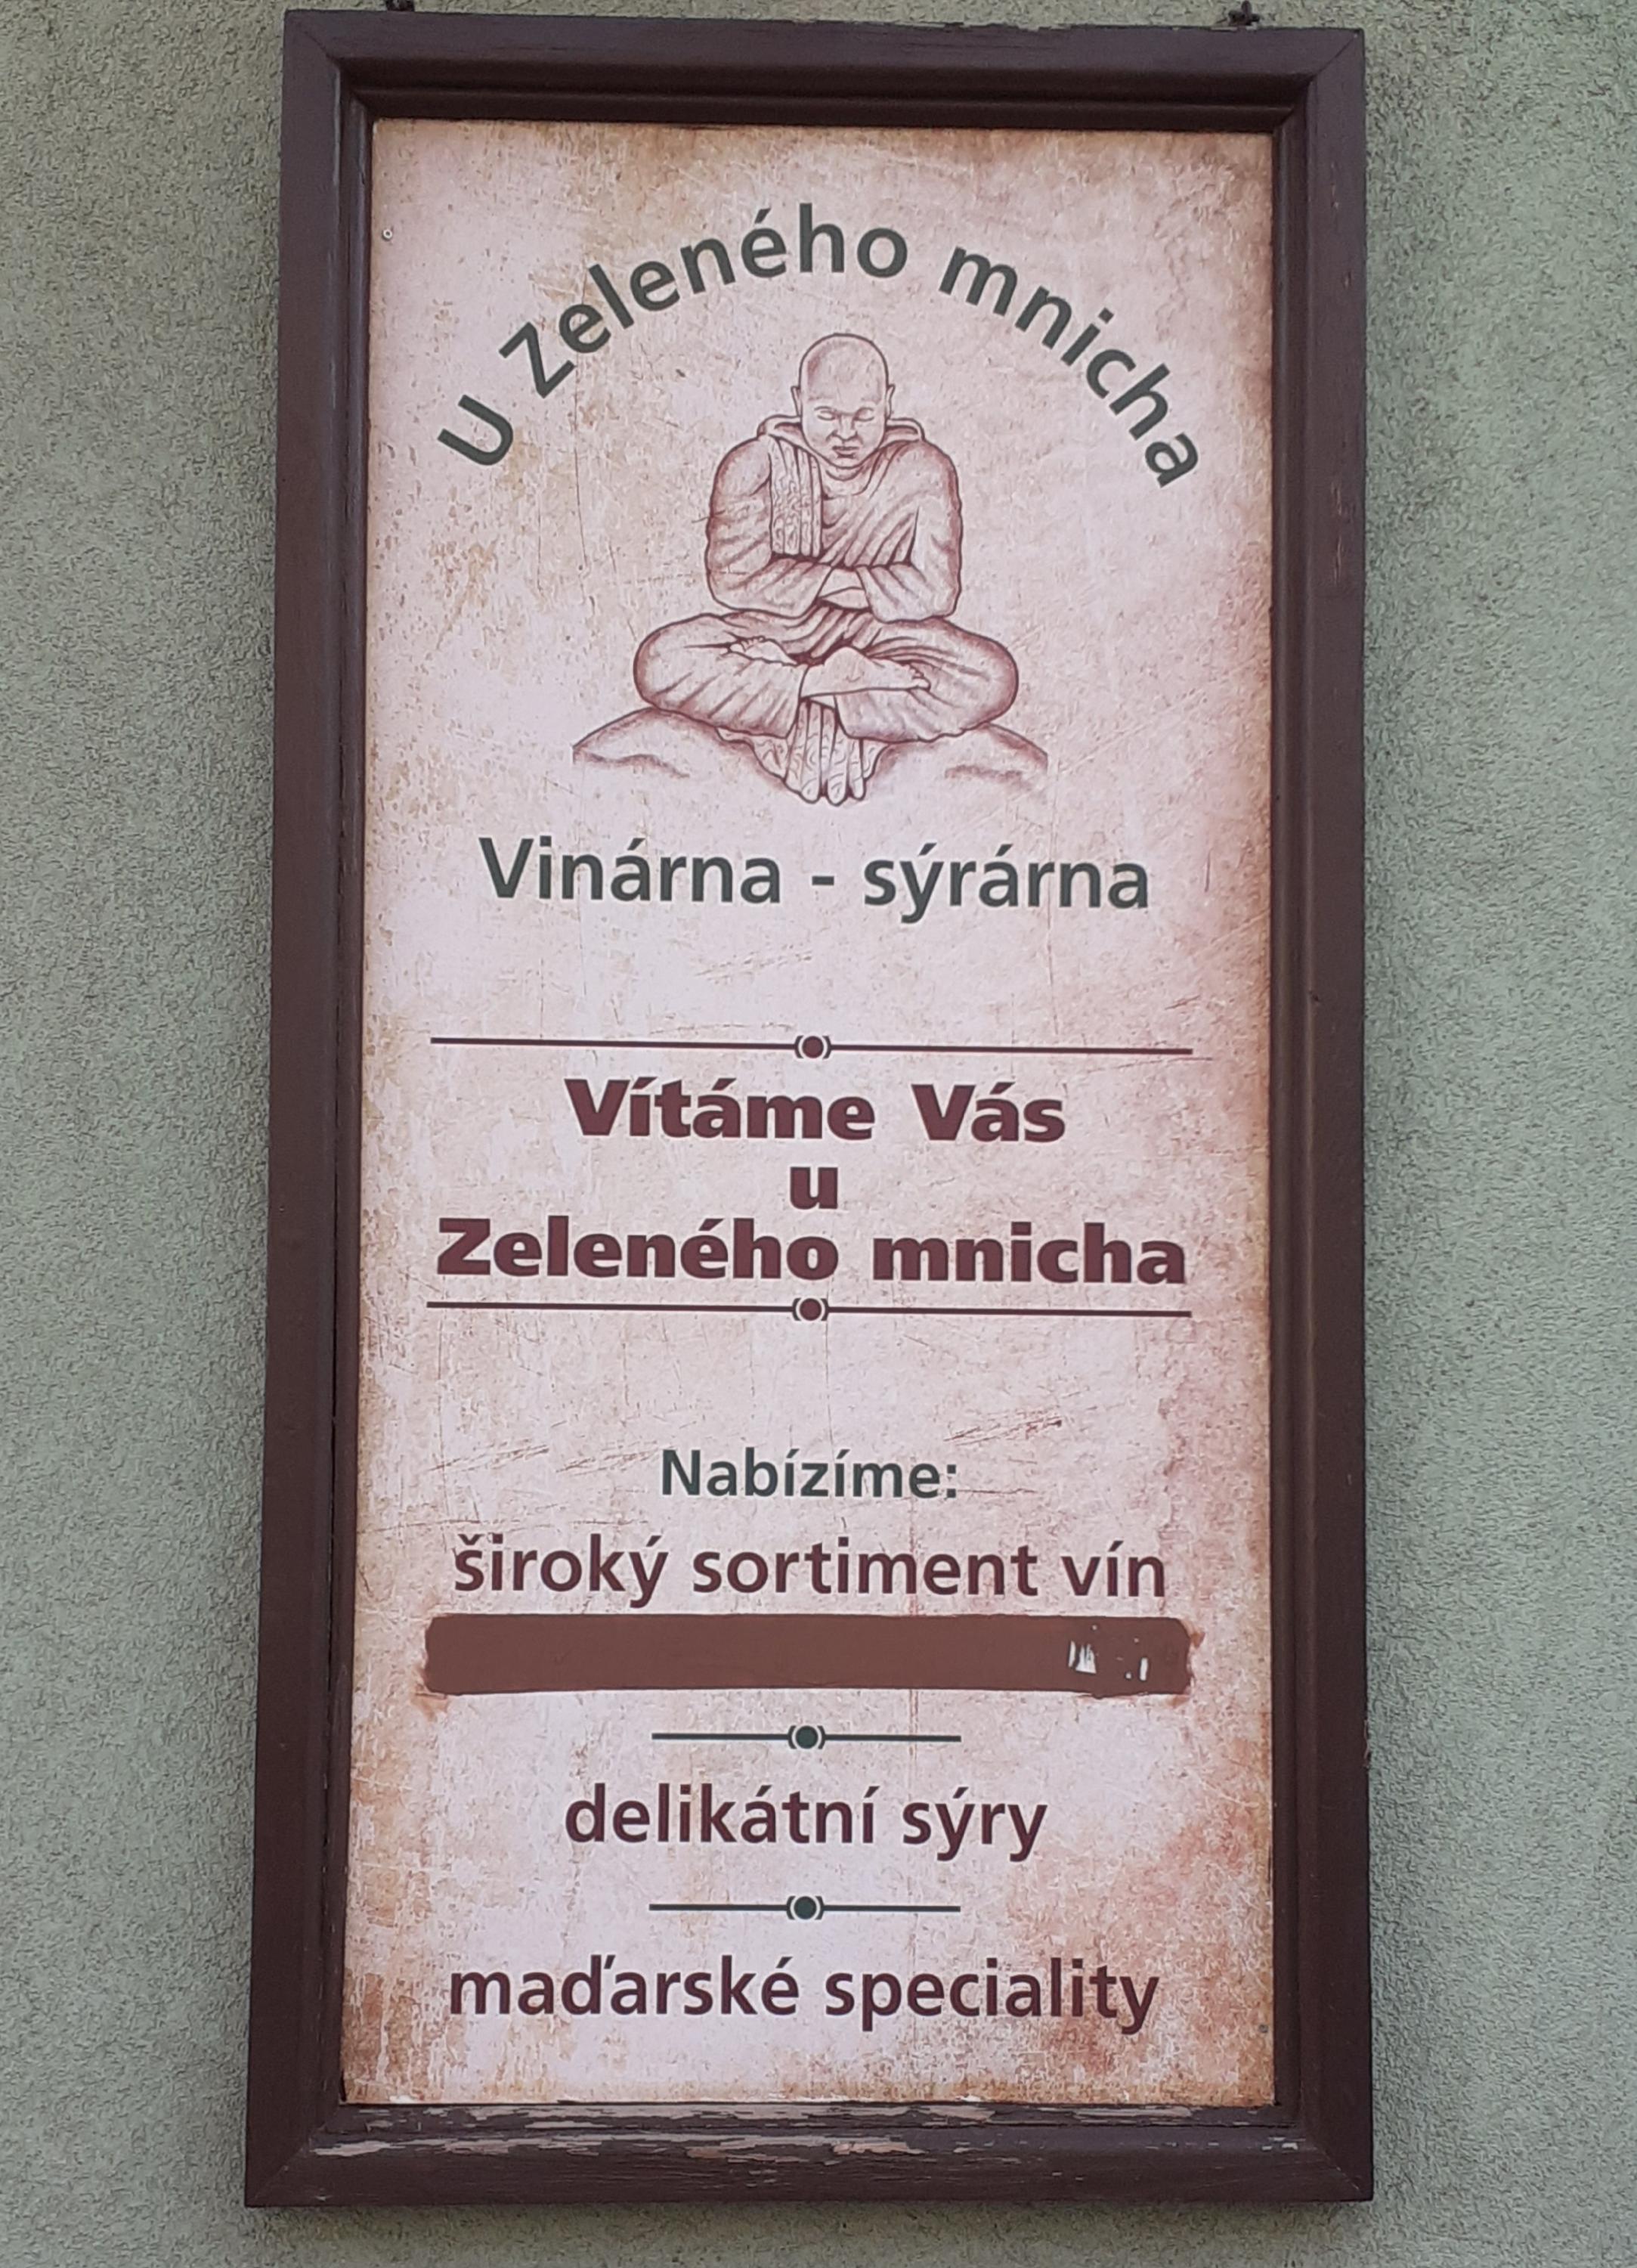 U Zeleného mnicha
Vinárna - sýrárna
Vítáme Vás
u
Zeleného mnicha
Nabízíme:
široký sortiment vín
delikátní sýry
maďarské speciality